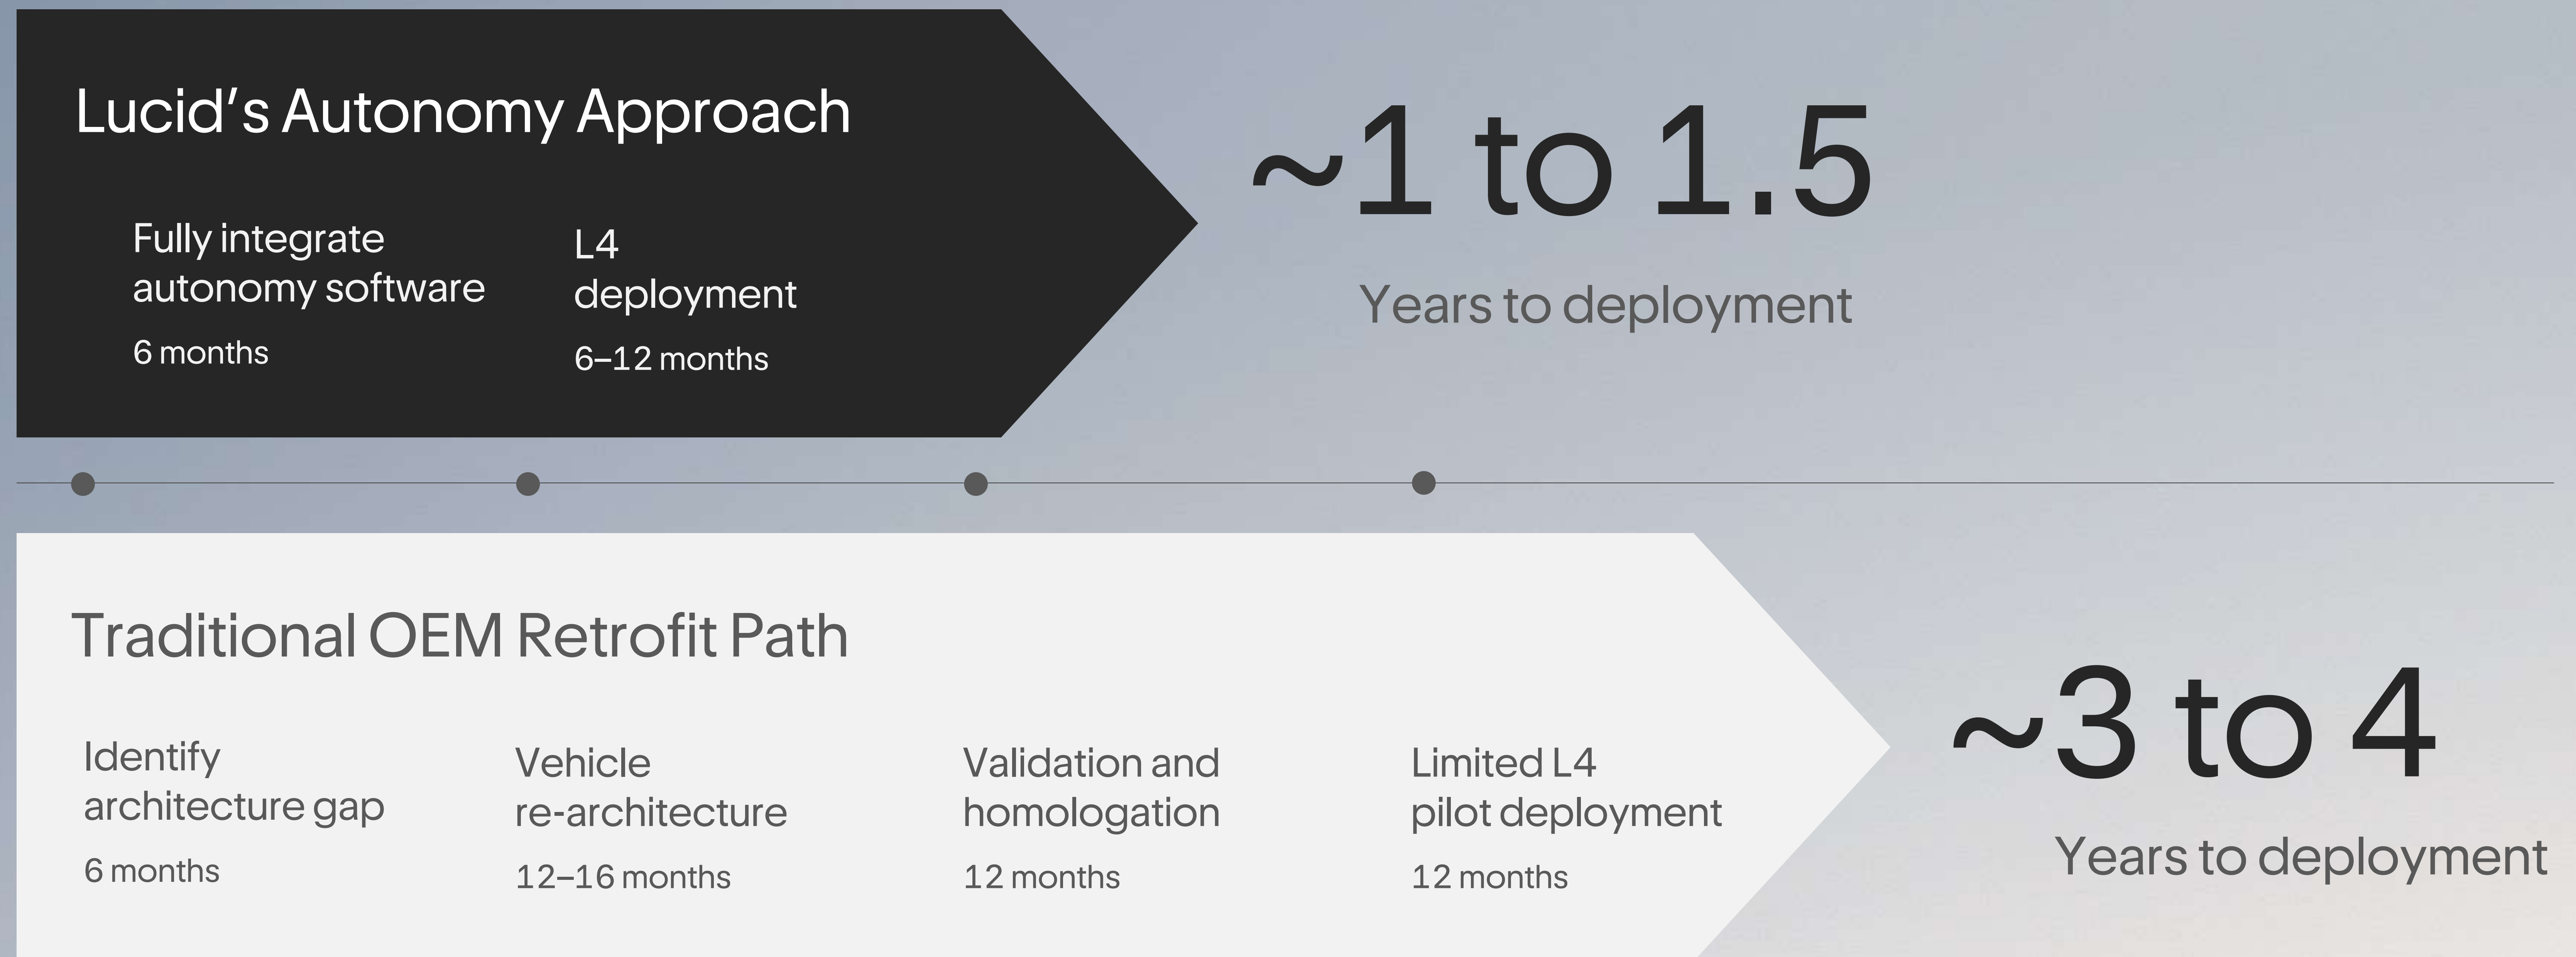 Lucid’s Autonomy Approach
Fully integrate
autonomy software
6 months
L4
deployment
6–12 months
~1 to 1.5
Years to deployment
Traditional OEM Retrofit Path
Identify
architecture gap
6 months
Vehicle
re-architecture
12–16 months
Validation and
homologation
12 months
Limited L4
pilot deployment
12 months
~3 to 4
Years to deployment